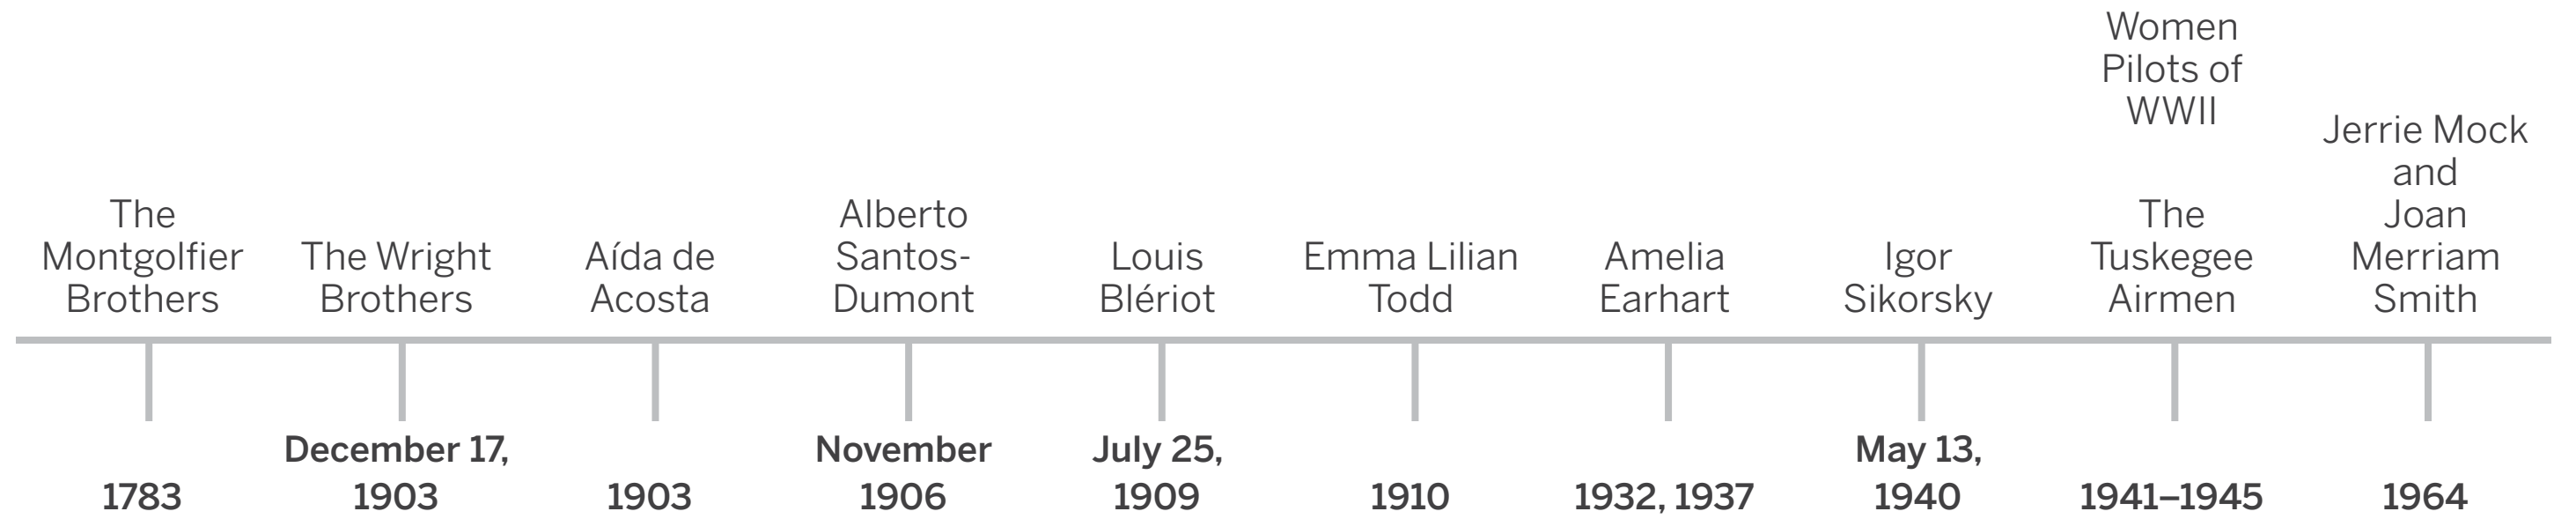 The
Montgolfier
Brothers
The Wright
Brothers
Aída de
Acosta
Alberto
Santos-
Dumont
Louis
Blériot
Emma Lilian
Todd
Amelia
Earhart
Igor
Sikorsky
Women
Pilots of
WWII
The
Tuskegee
Airmen
Jerrie Mock
and
Joan
Merriam
Smith
1783
December 17,
1903
1903
November
1906
July 25,
1909
1910
1932, 1937
May 13,
1940
1941–1945
1964